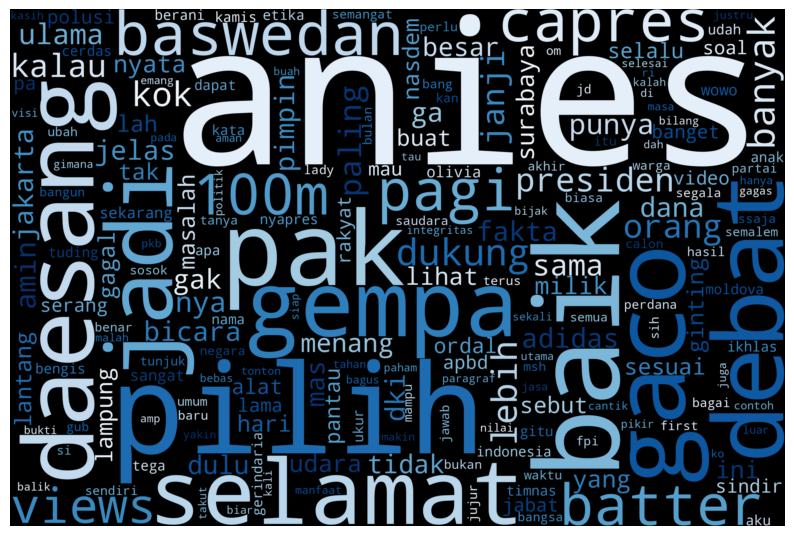 anies
pilih
pak
gempa
selamat
daesang
jadi
baik
gaco
debat
baswedan
capres
pagi
100m
batter
views
banyak
presiden
punya
dukung
orang
dana
kok
kalau
ulama
jakarta
amin
paling
pimpin
janji
surabaya
lebih
tidak
yang
ini
sama
milik
adidas
fakta
lihat
menang
bicara
nya
gak
masalah
jelas
nyata
besar
selalu
soal
video
banget
buat
ga
nasdem
polusi
berani
kamis
etika
semangat
perlu
justru
kasih
cerdas
udah
om
selesai
kalah
ri
di
wowo
jd
bang
kan
emang
dapat
buah
lah
pa
visi
ubah
kata
pada
aman
bulan
tau
bilang
masa
itu
dah
warga
partai
anak
akhir
gimana
tak
bangun
mau
olivia
lady
politik
segala
hanya
gagas
biasa
sekarang
tanya
nyapres
saudara
integritas
rakyat
bijak
ssaja
semalem
calon
tuding
pkb
apa
gagal
sosok
terus
hasil
moldova
perdana
ginting
serang
nama
siap
semua
sekali
sih
ikhlas
benar
malah
negara
ordal
apbd
utama
sesuai
lantang
bengis
tunjuk
sangat
bebas
tonton
tahan
bagus
paham
mas
dki
mampu
paragraf
msh
jasa
cantik
juga
bagai
contoh
lampung
alat
umum
baru
lama
hari
pantau
ukur
jawab
nilai
sebut
gitu
fpi
pikir
first
luar
amp
gub
bukti
yakin
makin
indonesia
si
tega
dulu
udara
bukan
waktu
timnas
sindir
ko
balik
sendiri
takut
biar
gerindaria
kali
manfaat
jujur
jabat
bangsa
aku